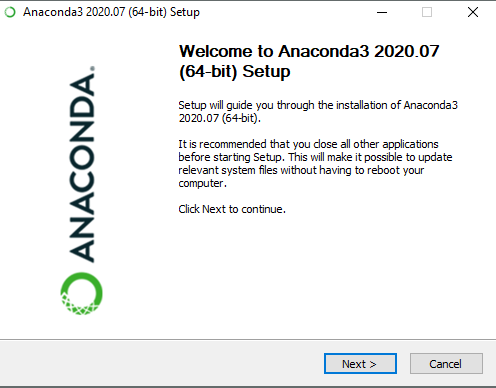 Anaconda3 2020.07 (64-bit) Setup
Welcome to Anaconda3 2020.07
(64-bit) Setup
Setup will guide you through the installation of Anaconda3
2020.07 (64-bit).
It is recommended that you close all other applications
before starting Setup. This will make it possible to update
relevant system files without having to reboot your
computer.
Click Next to continue.
ANACONDA.
Next >
Cancel